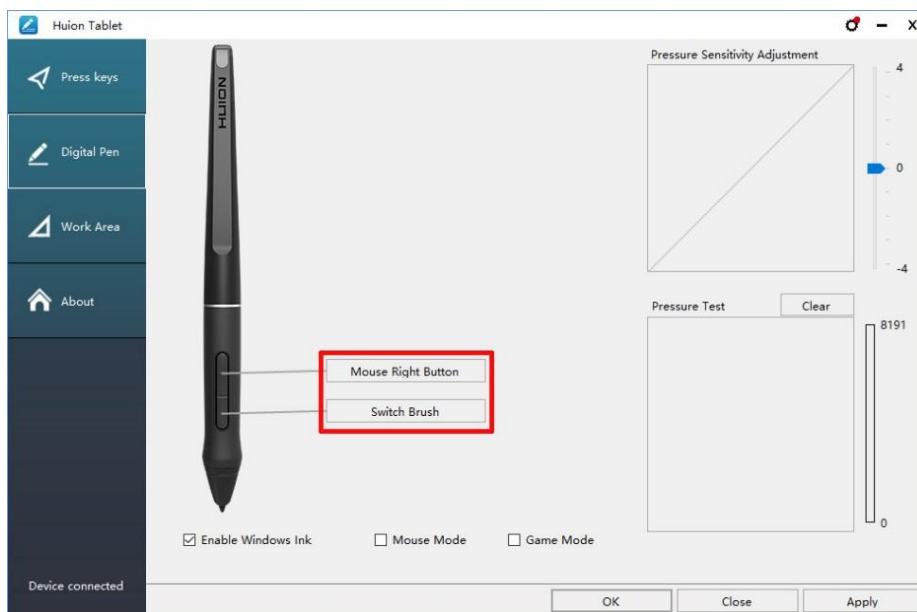 Huion Tablet
Press keys
Digital Pen
Work Area
About
Device connected
HUION
Mouse Right Button
Switch Brush
Enable Windows Ink
Mouse Mode
Game Mode
Pressure Sensitivity Adjustment
4
0
-4
Pressure Test
Clear
8191
0
OK
Close
Apply